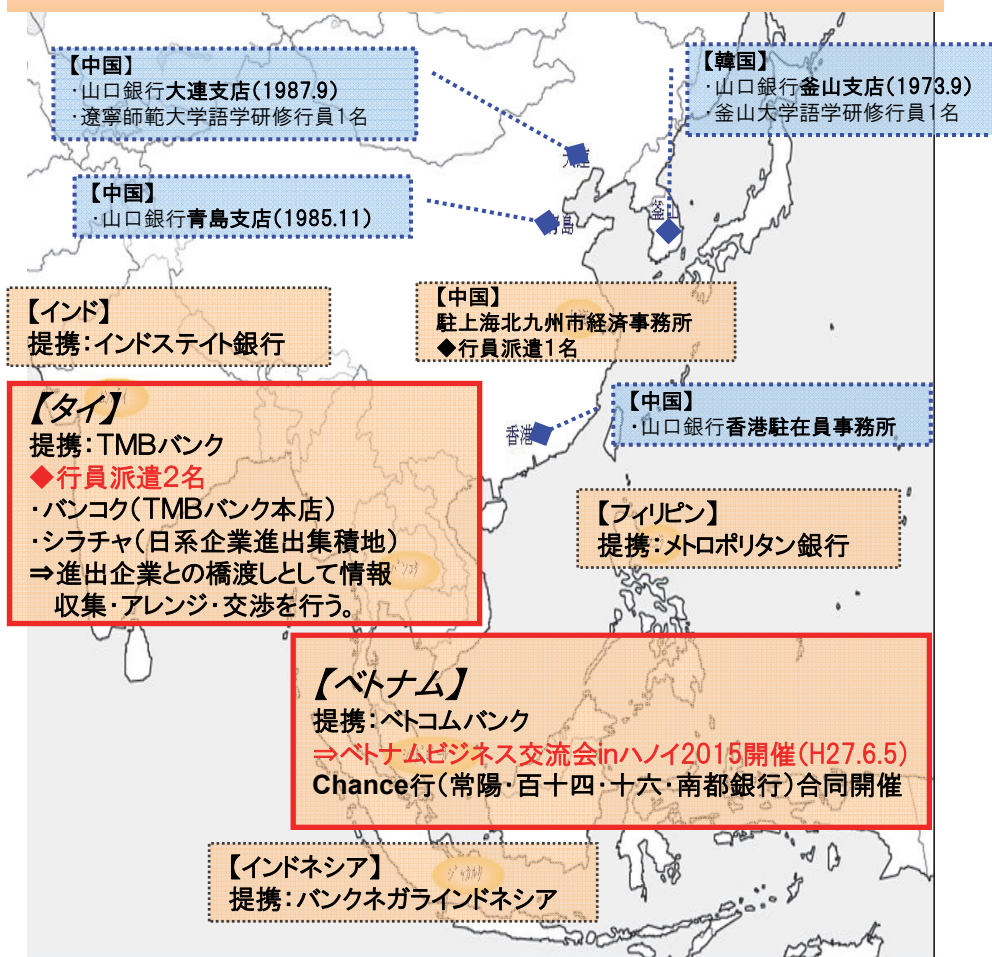 【中国】
・山口銀行大連支店(1987.9)
・遼寧師範大学語学研修行員1名
【韓国】
・山口銀行釜山支店(1973.9)
・釜山大学語学研修行員1名
【中国】
・山口銀行青島支店(1985.11)
【インド】
提携：インドステイト銀行
【中国】
駐上海北九州市経済事務所
◆行員派遣1名
【タイ】
提携：TMBバンク
◆行員派遣2名
・バンコク(TMBバンク本店)
・シラチャ(日系企業進出集積地)
⇒進出企業との橋渡しとして情報
収集・アレンジ・交渉を行う。
【中国】
・山口銀行香港駐在員事務所
香港
【フィリピン】
提携：メトロポリタン銀行
バンコク
【ベトナム】
提携：ベトコムバンク
⇒ベトナムビジネス交流会inハノイ2015開催(H27.6.5)
Chance行(常陽・百十四・十六・南都銀行)合同開催
【インドネシア】
提携：バンクネガラインドネシア
ジャカルタ